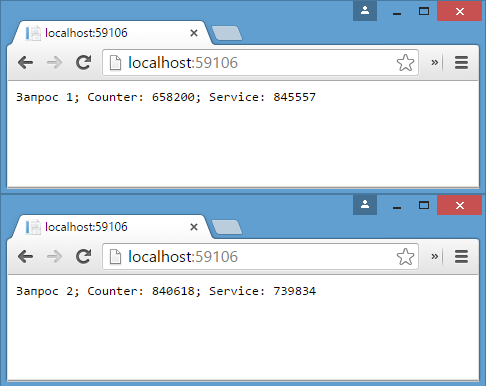 localhost:59106
localhost:59106
Запрос 1; Counter: 658200; Service: 845557
localhost:59106
localhost:59106
Запрос 2; Counter: 840618; Service: 739834